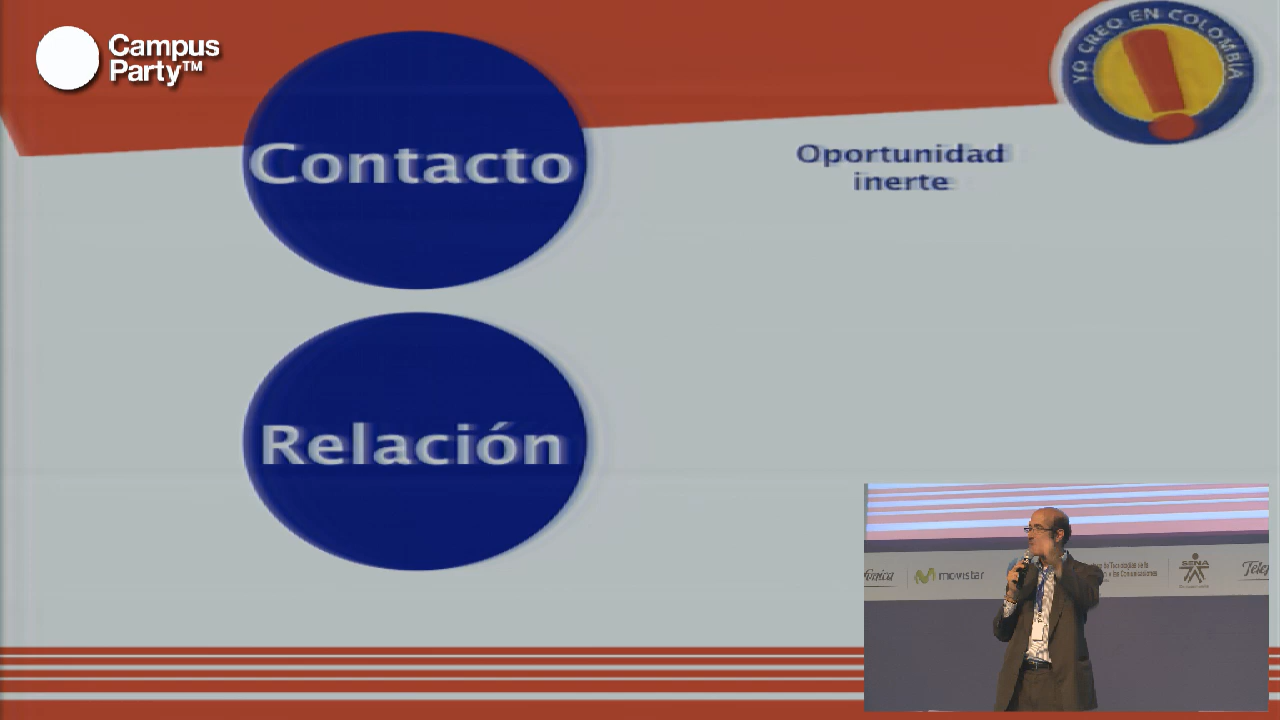 Campus
Party™
YO CREO EN COLOMBIA
Contacto
Oportunidad
inerte
Relación
movistar
SENA